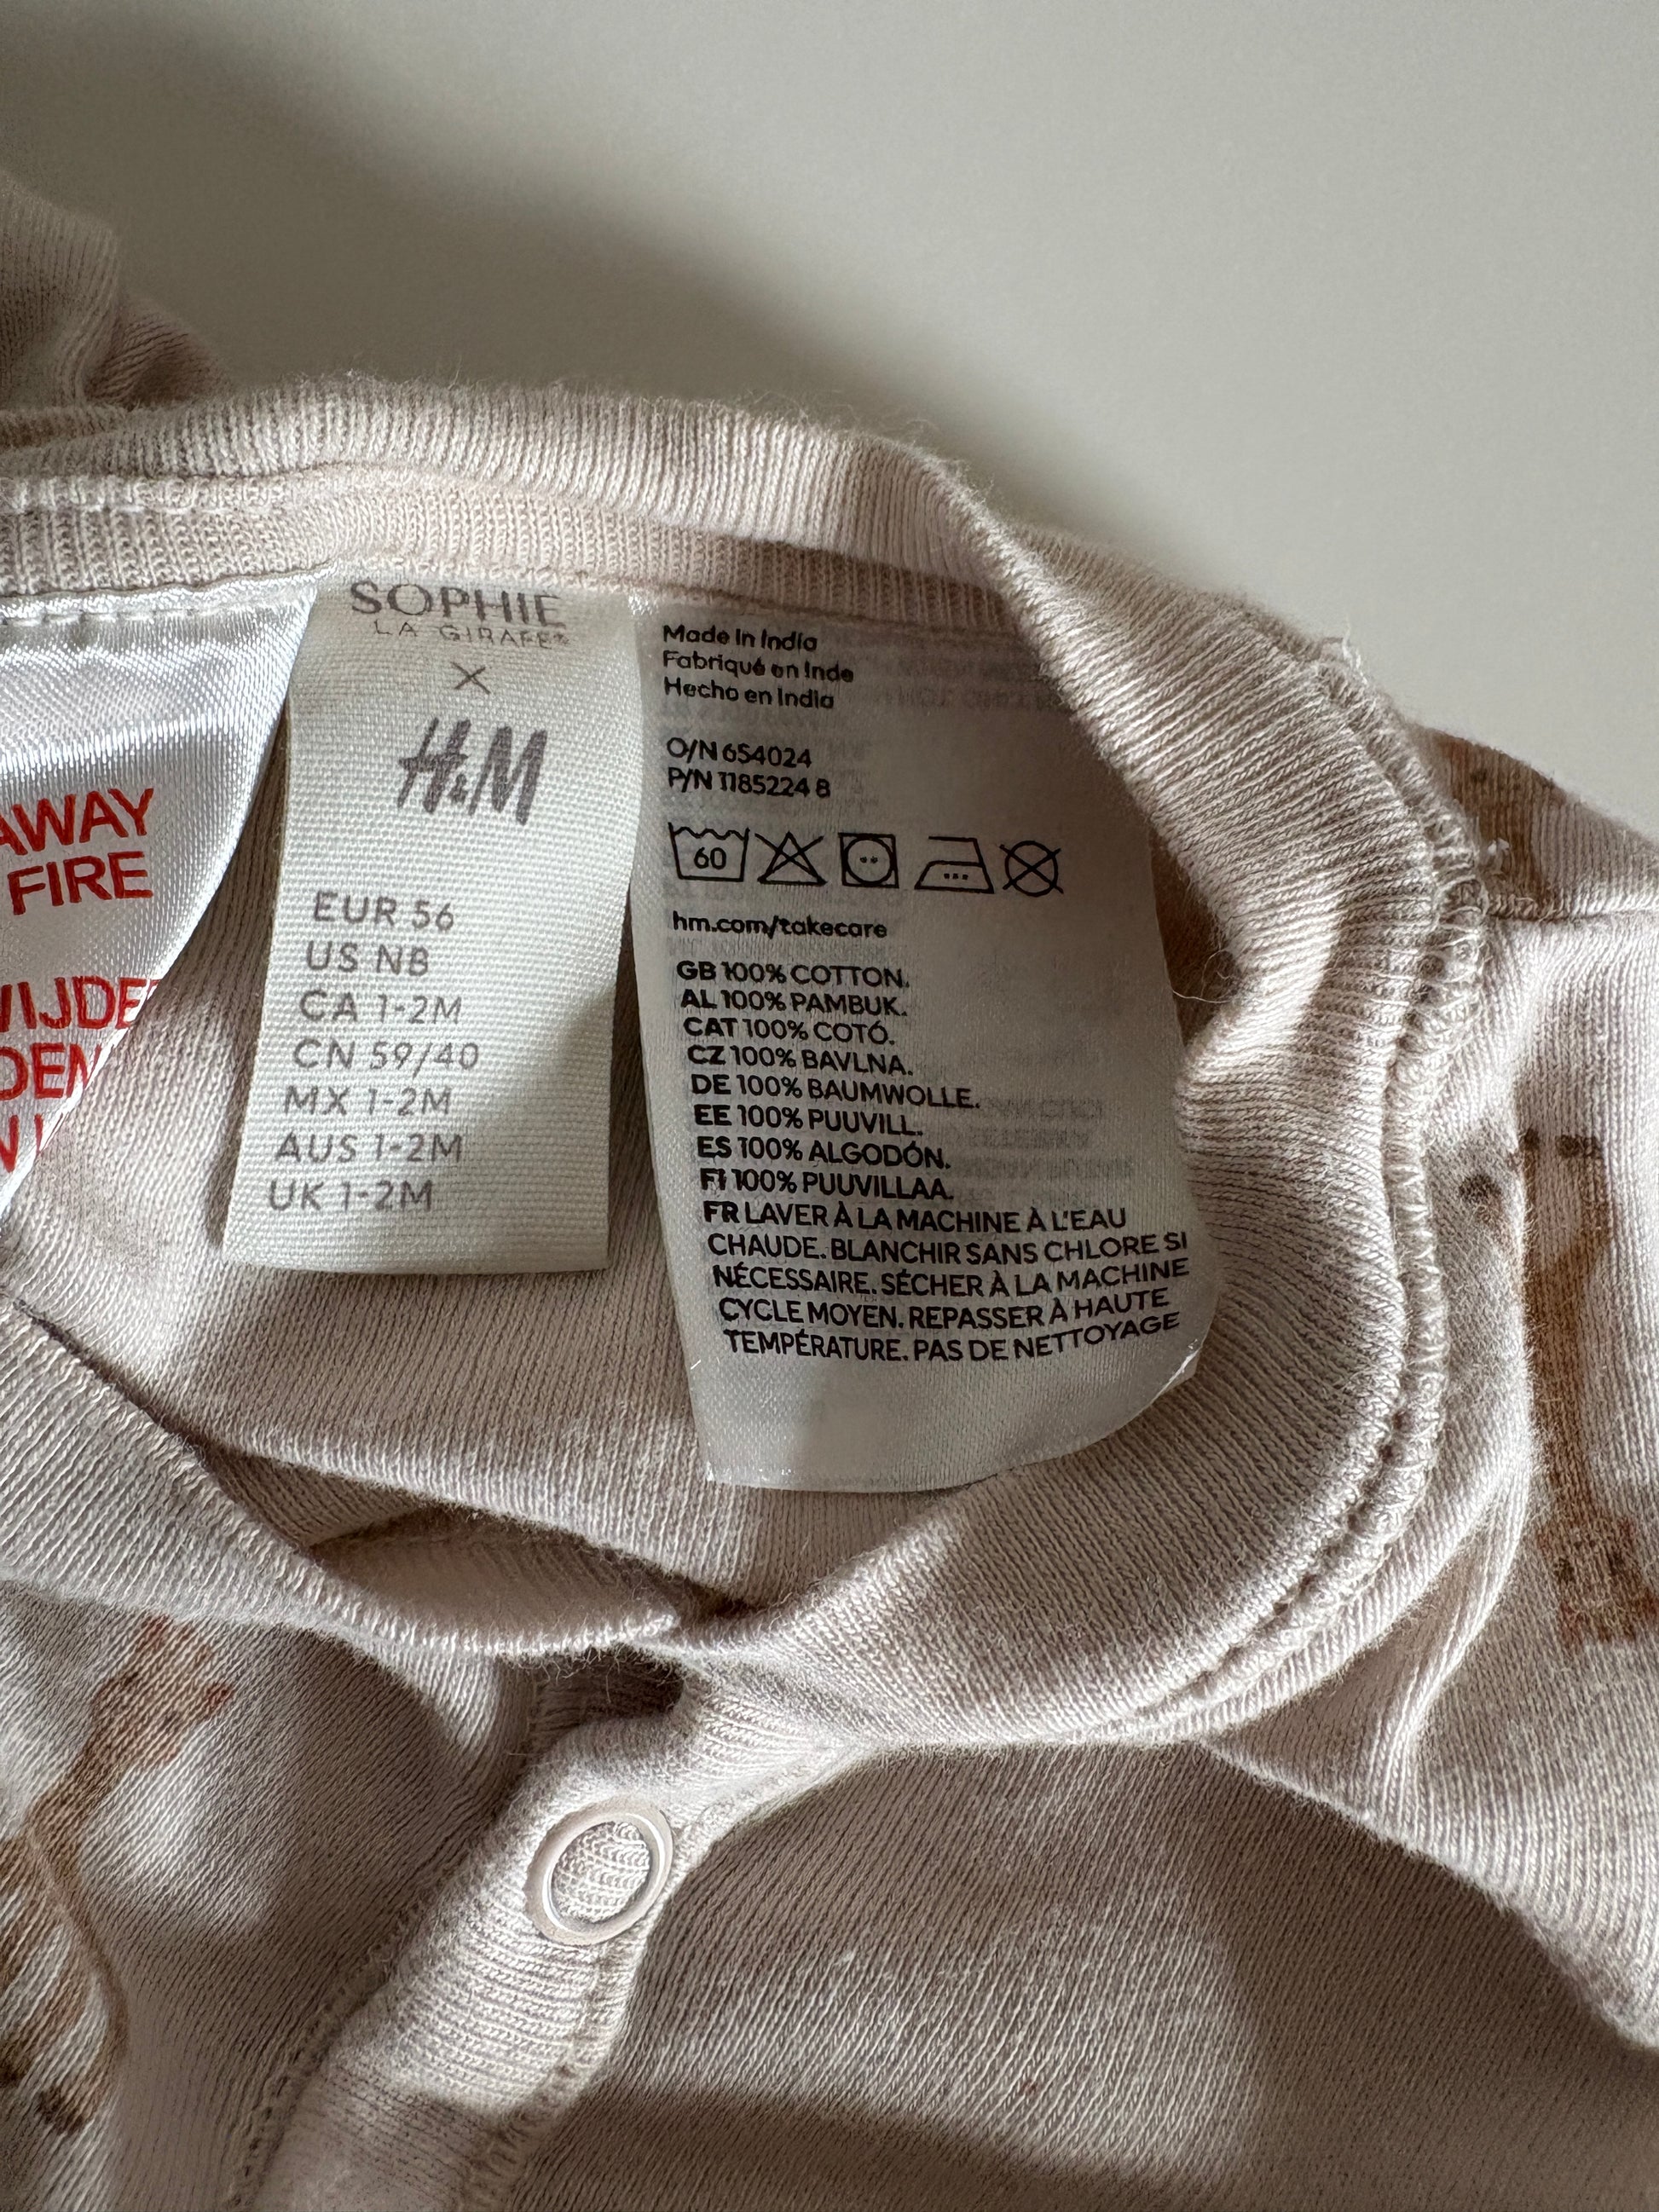 AWAY
FIRE
SOPHIE
LA GIRAFE®
X
H&M
EUR 56
US NB
CA 1-2M
CN 59/40
MX 1-2M
AUS 1-2M
UK 1-2M
Made in India
Fabriqué en Inde
Hecho en India
O/N 654024
P/N 1185224 8
60
hm.com/takecare
GB 100% COTTON.
AL 100% PAMBUK.
CAT 100% COTÓ.
CZ 100% BAVLNA.
DE 100% BAUMWOLLE.
EE 100% PUUVILL.
ES 100% ALGODÓN.
FI 100% PUUVILLAA.
FR LAVER À LA MACHINE À L'EAU
CHAUDE. BLANCHIR SANS CHLORE SI
NÉCESSAIRE. SÉCHER À LA MACHINE
CYCLE MOYEN. REPASSER À HAUTE
TEMPÉRATURE. PAS DE NETTOYAGE